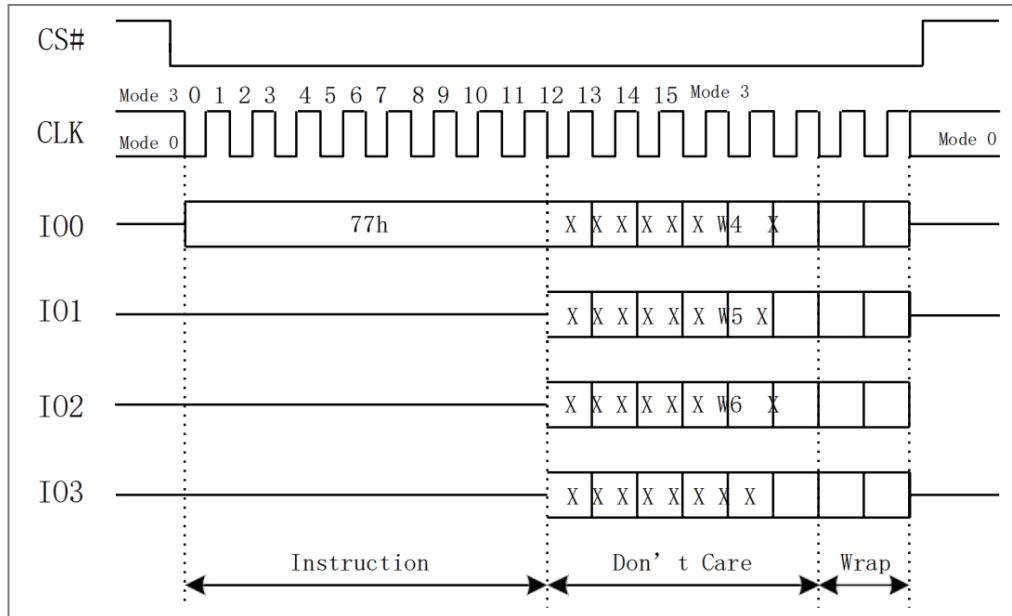 CS#
Mode 3 0 1 2 3 4 5 6 7 8 9 10 11 12 13 14 15 Mode 3
CLK
Mode 0 Mode 0
IO0 77h X X X X X X W4 X
IO1 X X X X X X W5 X
IO2 X X X X X X W6 X
IO3 X X X X X X X X
Instruction Don't Care Wrap